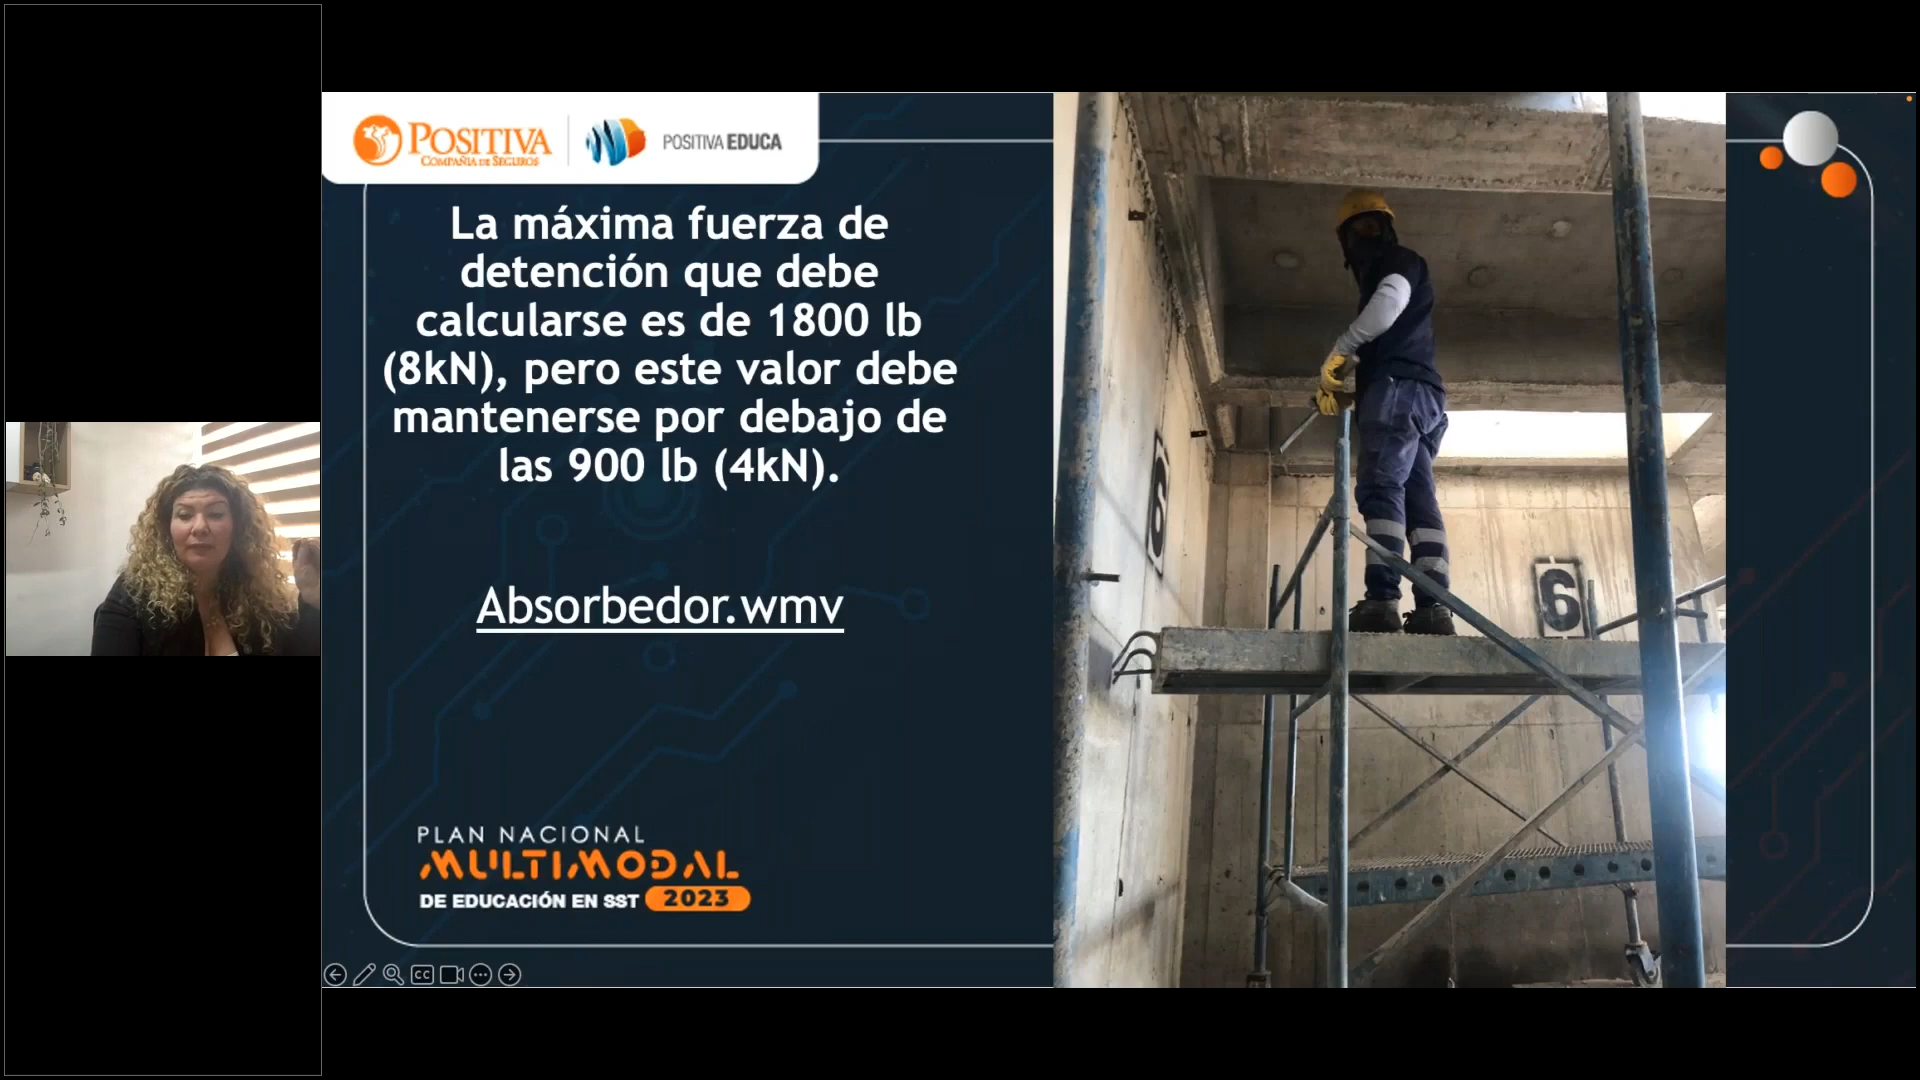 POSITIVA
COMPAÑIA DE SEGUROS
POSITIVA EDUCA
La máxima fuerza de
detención que debe
calcularse es de 1800 lb
(8kN), pero este valor debe
mantenerse por debajo de
las 900 lb (4kN).
Absorbedor.wmv
PLAN NACIONAL
MULTIMODAL
DE EDUCACIÓN EN SST 2023
6
6
CC